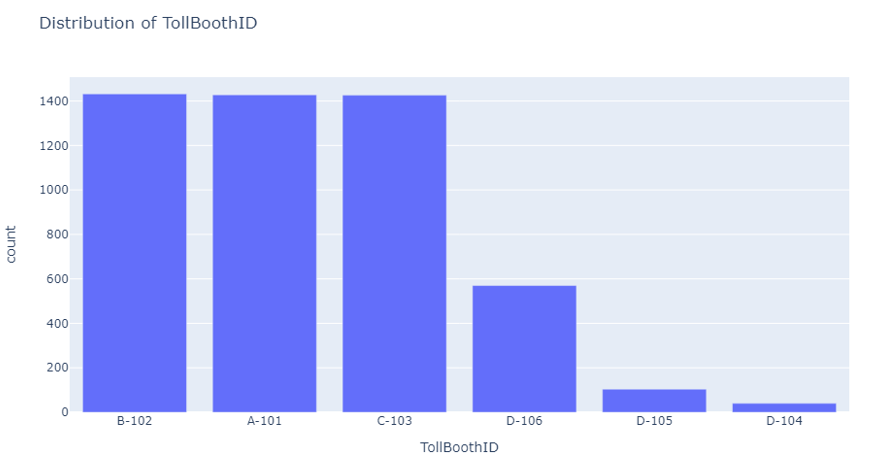 Distribution of TollBoothID
count
1400
1200
1000
800
600
400
200
0
B-102 A-101 C-103 D-106 D-105 D-104
TollBoothID